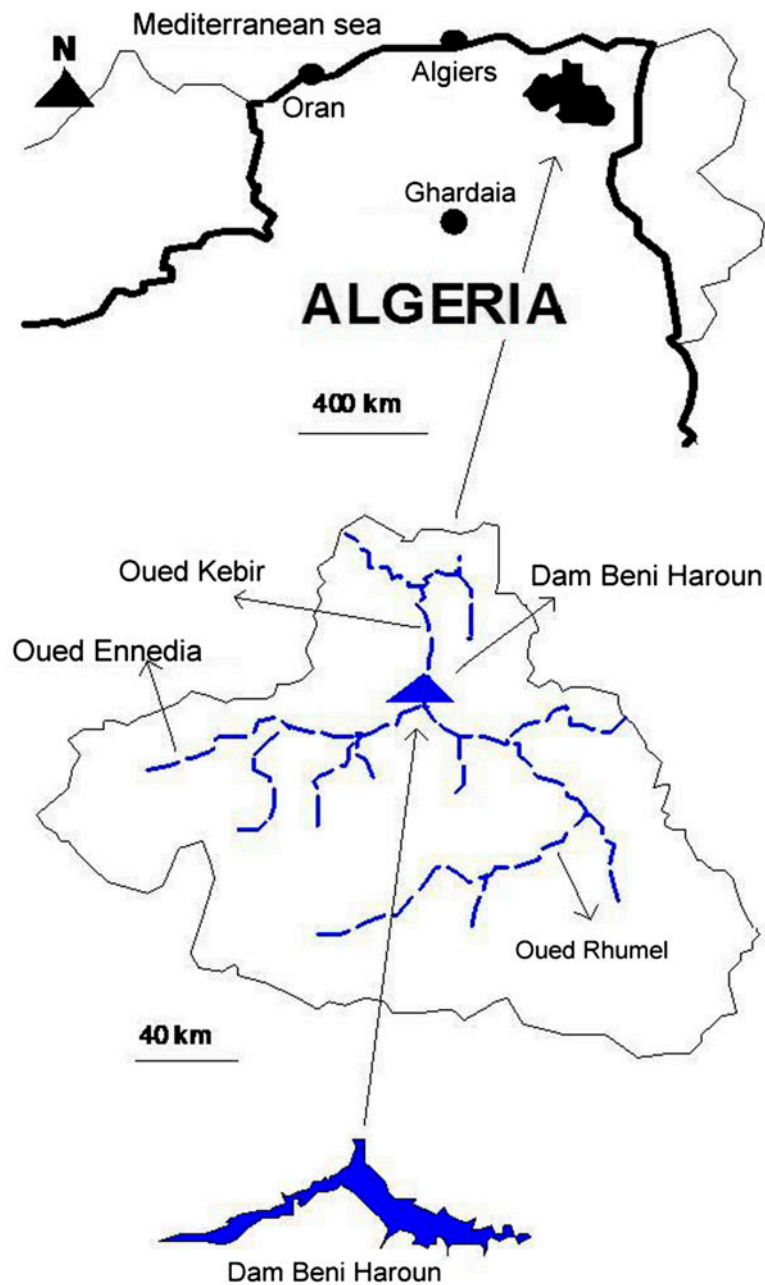 Mediterranean sea
N
Algiers
Oran
Ghardaia
ALGERIA
400 km
Oued Kebir
Dam Beni Haroun
Oued Ennedia
Oued Rhumel
40 km
Dam Beni Haroun